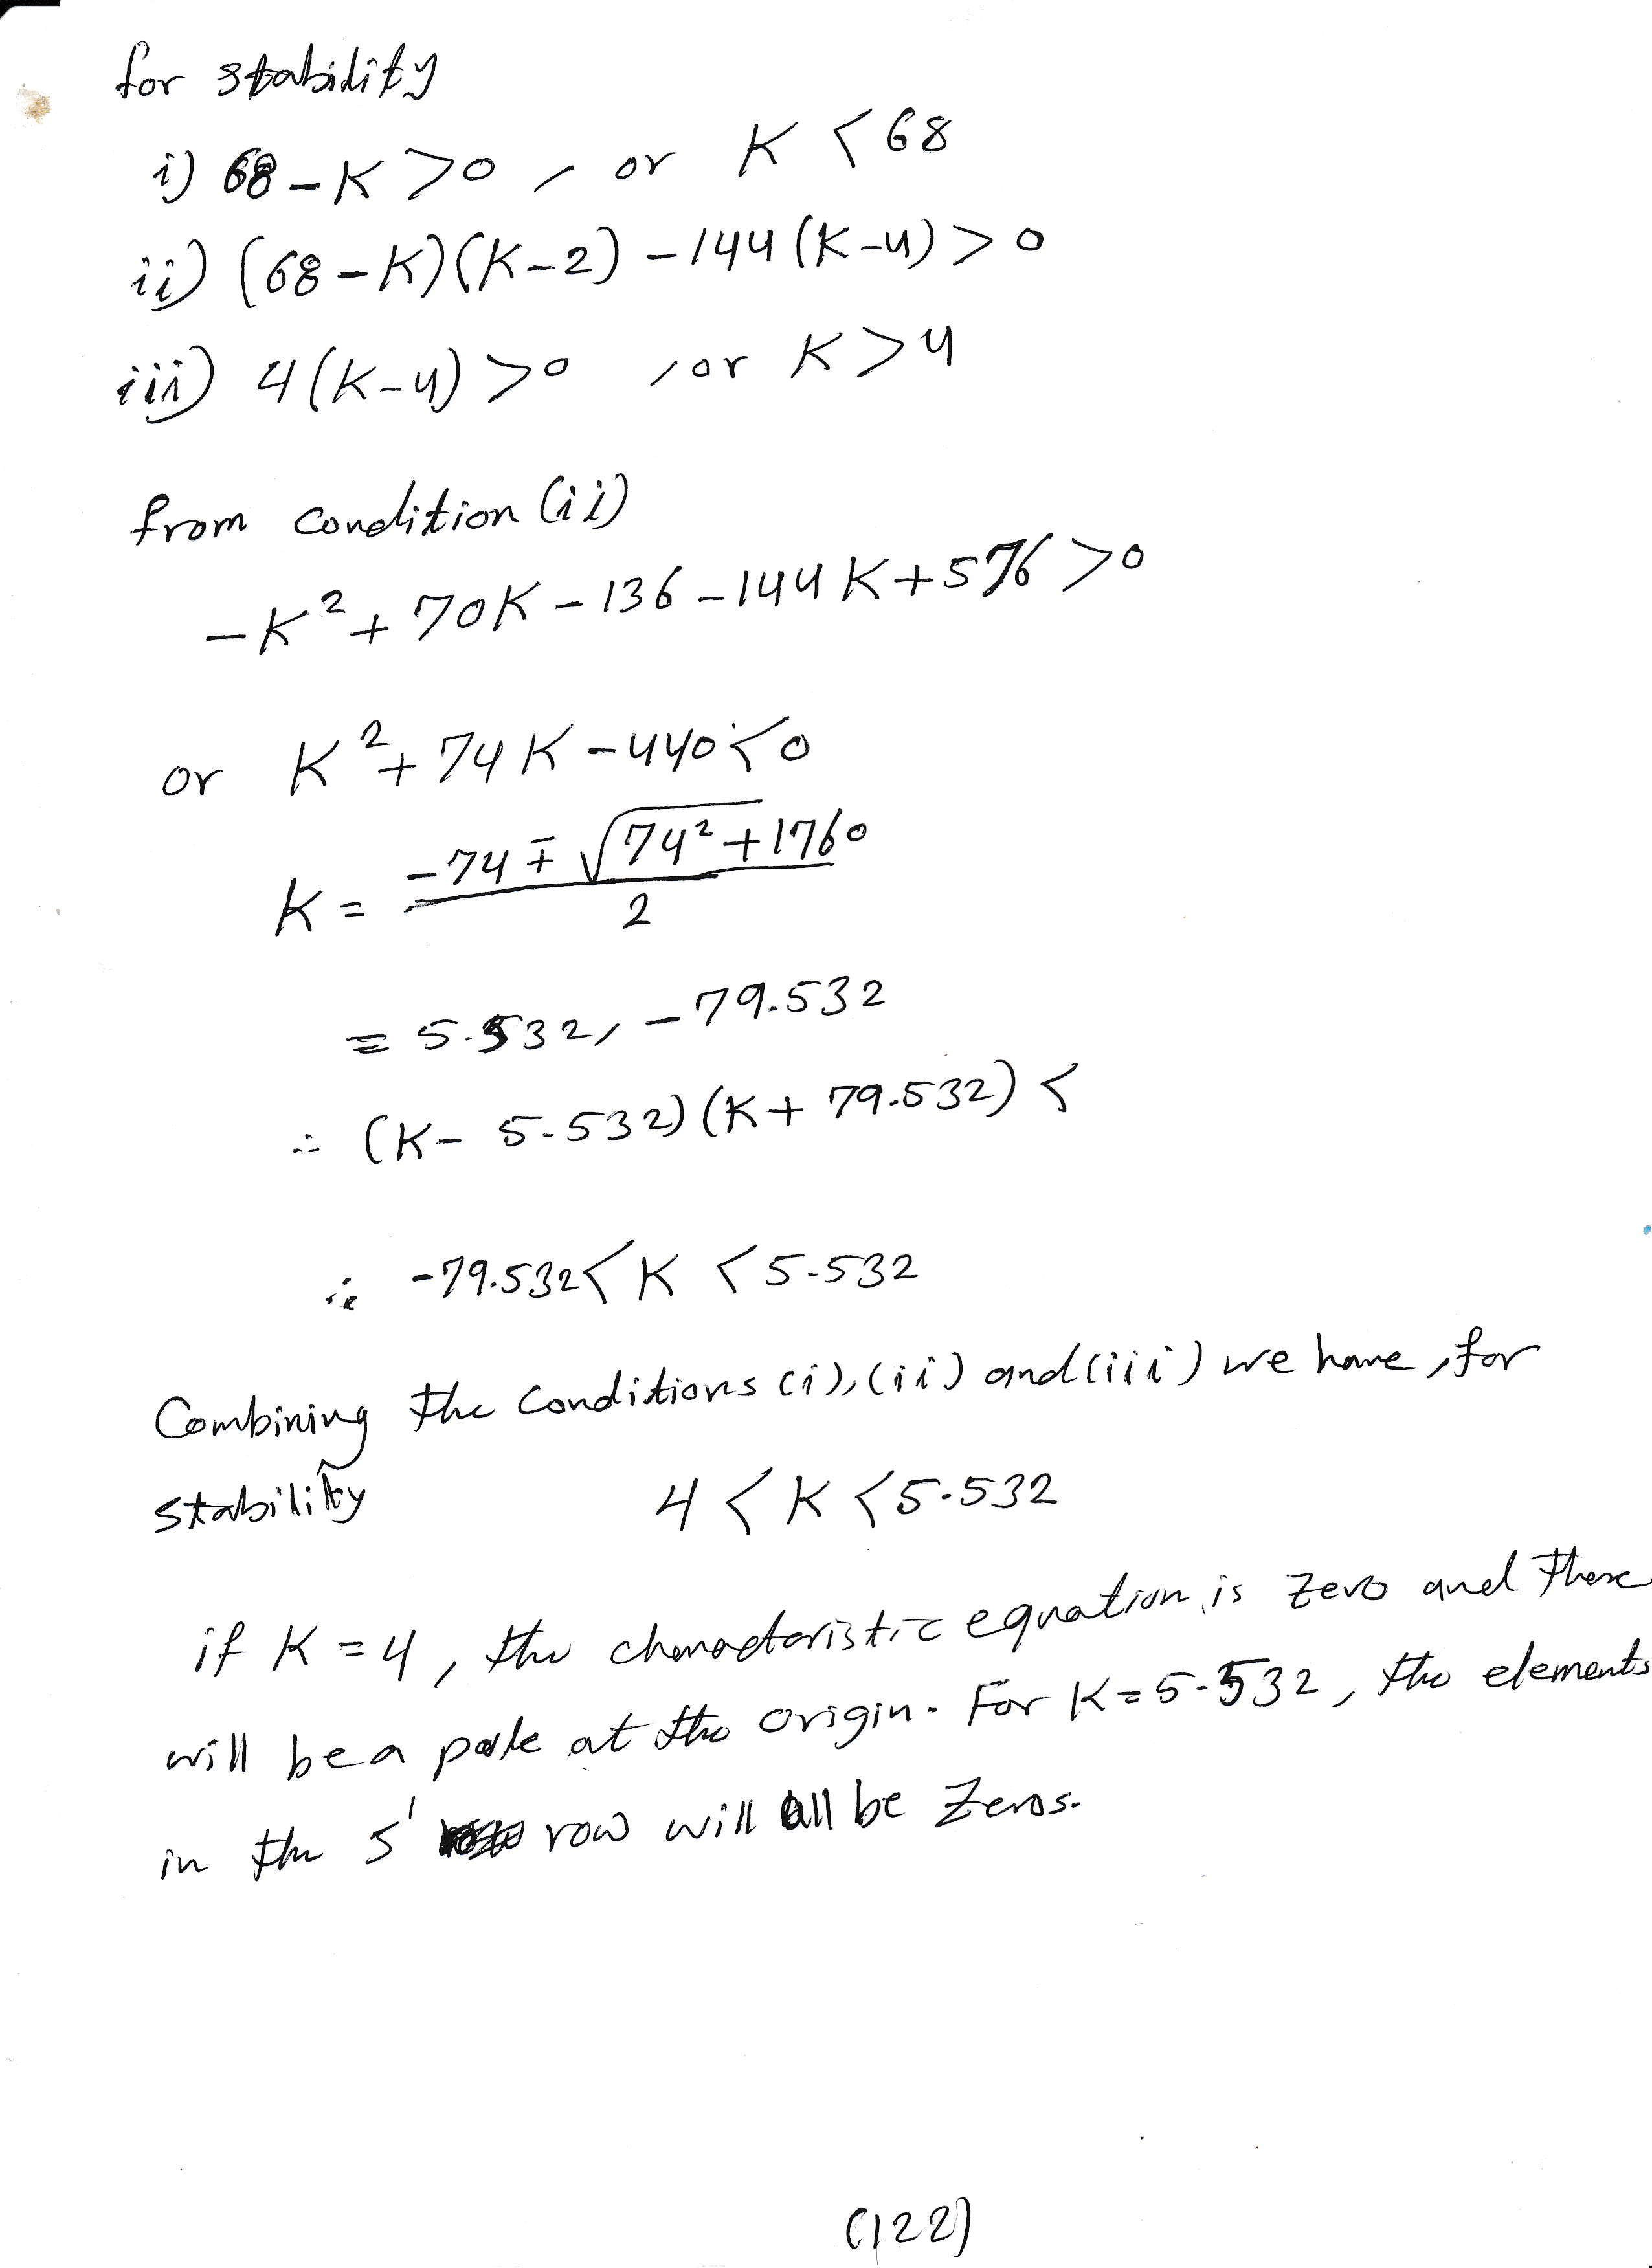 for stability
i) 68 - K > 0 , or K < 68
ii) (68 - K)(K - 2) - 144 (K - 4) > 0
iii) 4(K - 4) > 0 , or K > 4
from condition (ii)
-K² + 70K - 136 - 144K + 576 > 0
or K² + 74K - 440 < 0
K = (-74 ∓ √(74² + 1760)) / 2
= 5.532, -79.532
∴ (K - 5.532)(K + 79.532) <
ie -79.532 < K < 5.532
Combining the conditions (i), (ii) and (iii) we have, for
stability 4 < K < 5.532
if K = 4, the characteristic equation is zero and there
will be a pole at the origin. For K = 5.532, the elements
in the s¹ row will all be zeros.
(122)